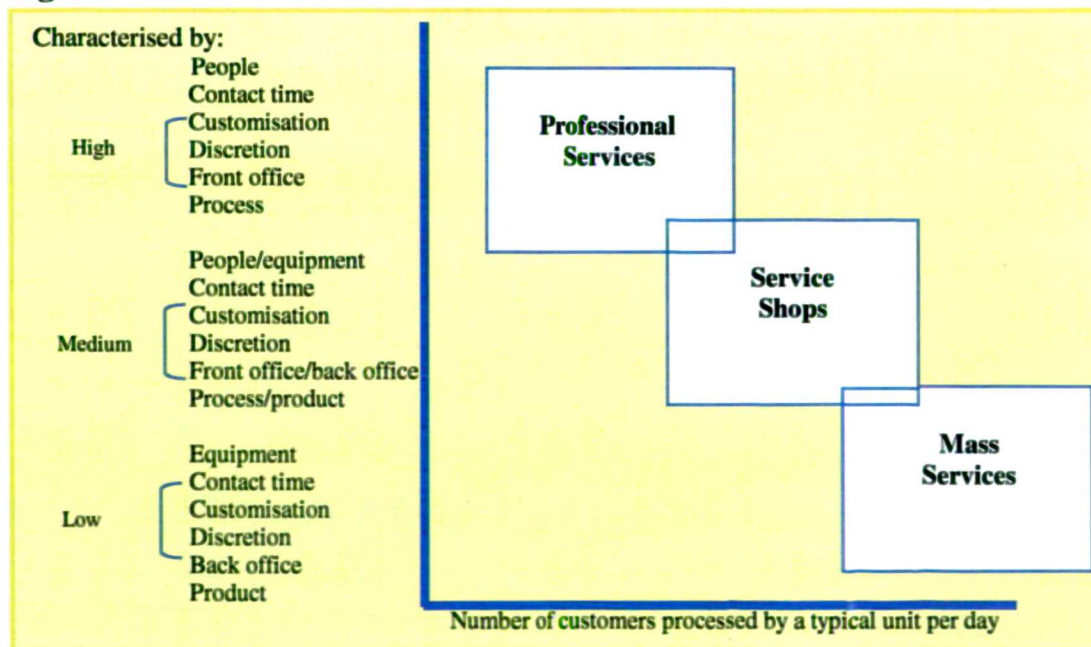 Characterised by:
People
Contact time
Customisation
High
Discretion
Front office
Process
People/equipment
Contact time
Customisation
Medium
Discretion
Front office/back office
Process/product
Equipment
Contact time
Customisation
Low
Discretion
Back office
Product
Professional
Services
Service
Shops
Mass
Services
Number of customers processed by a typical unit per day